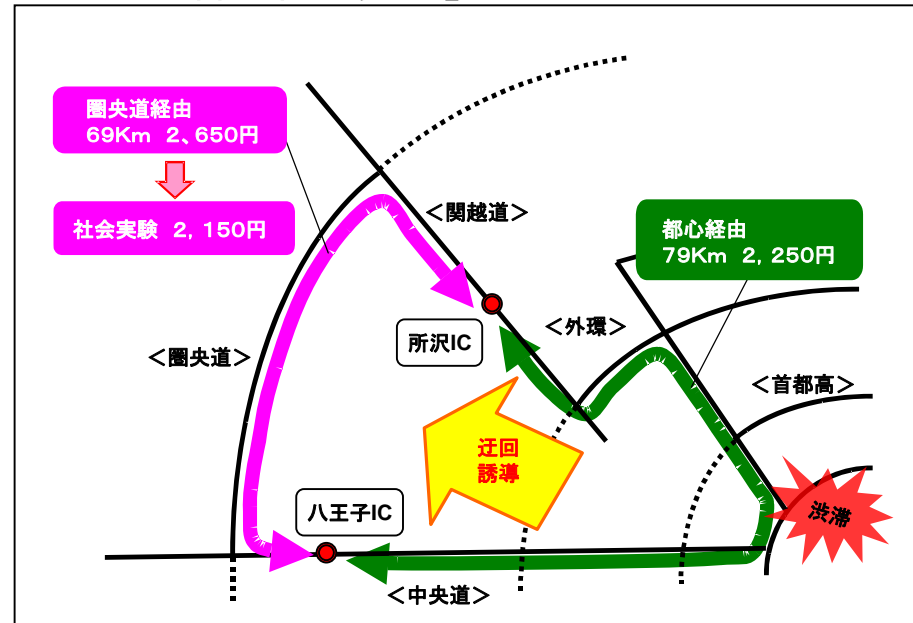 圏央道経由
69Km 2、650円
社会実験 2,150円
<関越道>
都心経由
79Km 2,250円
<外環>
所沢IC
<圏央道>
<首都高>
迂回
誘導
八王子IC
渋滞
<中央道>